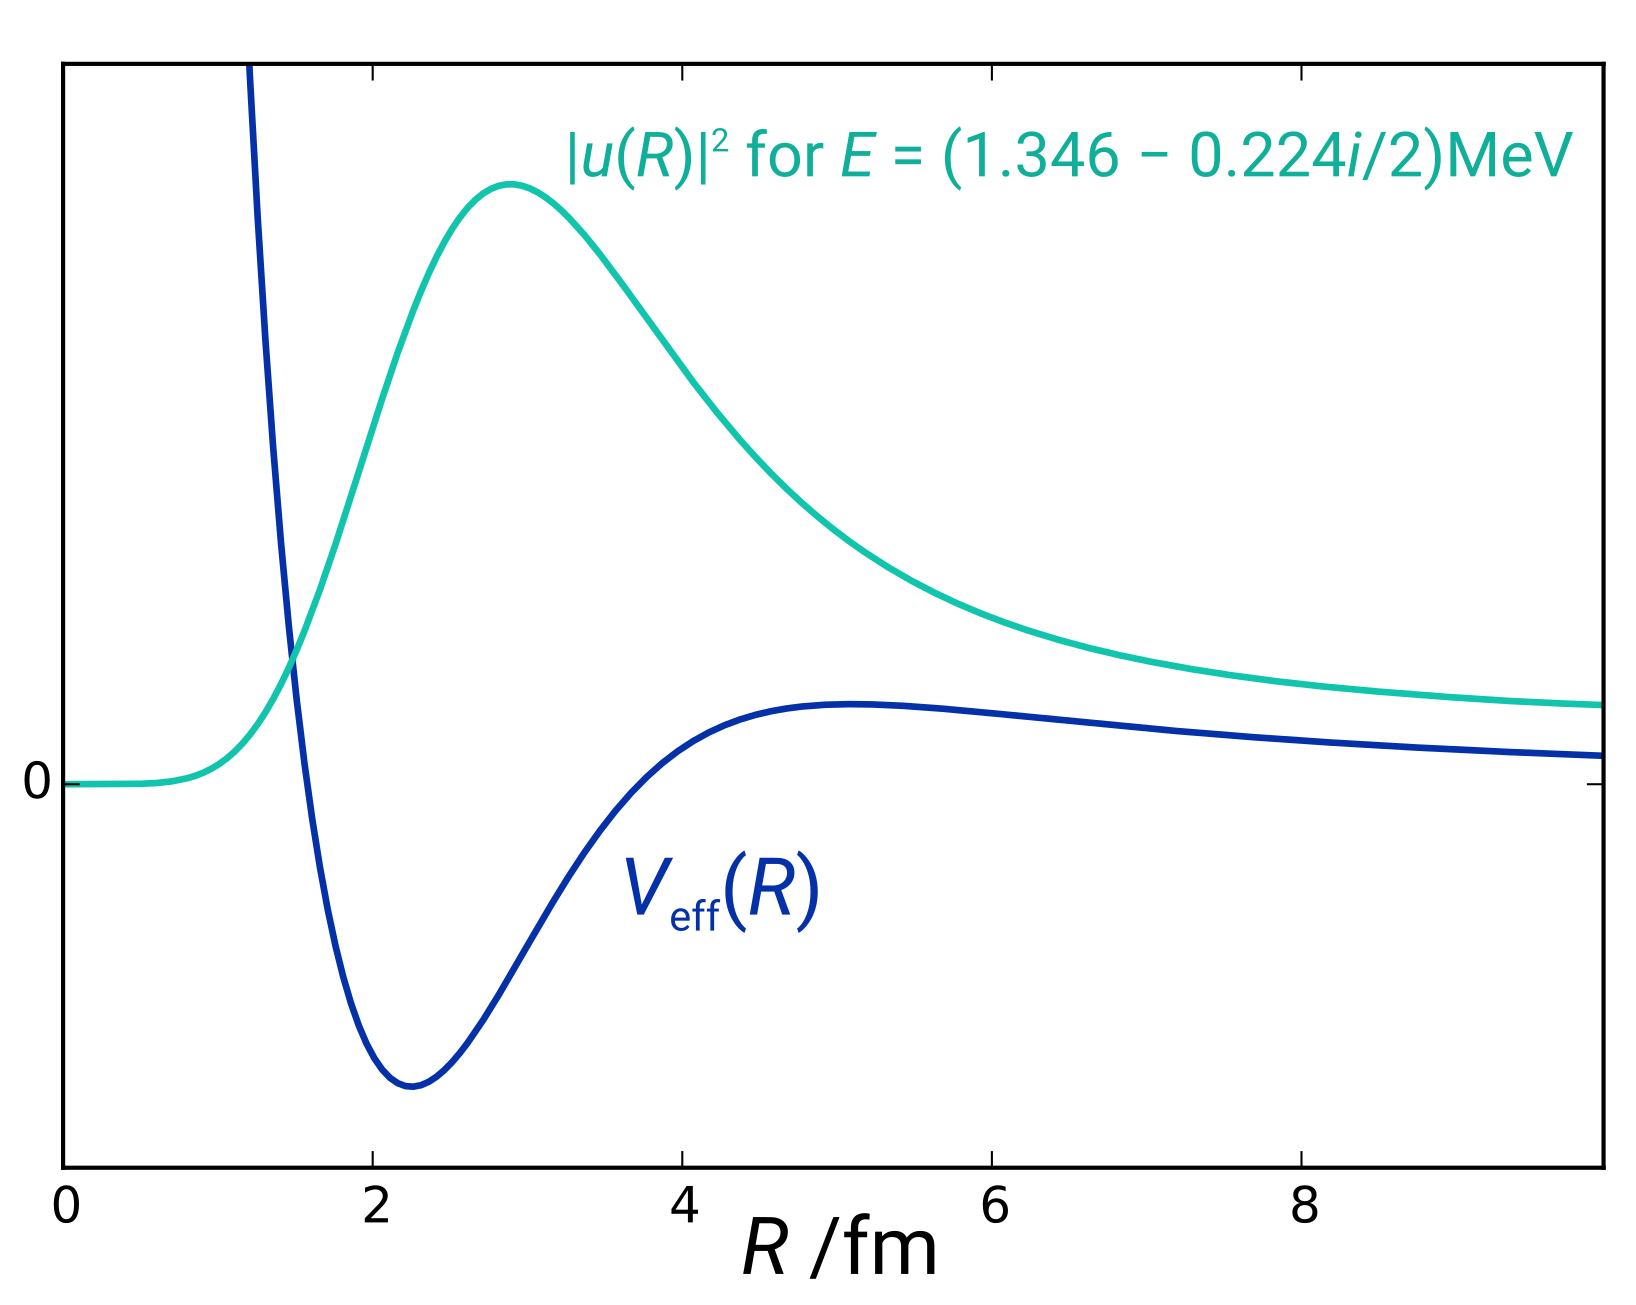 |u(R)|² for E = (1.346 − 0.224i/2)MeV
0
V_eff(R)
0 2 4 6 8
R /fm